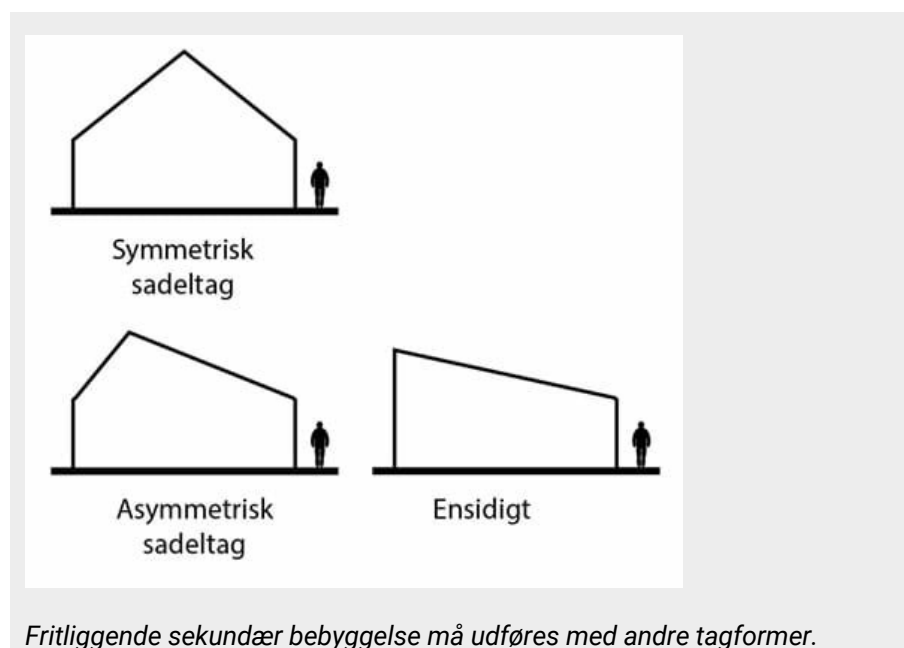 Symmetrisk
sadeltag
Asymmetrisk
sadeltag
Ensidigt
Fritliggende sekundær bebyggelse må udføres med andre tagformer.